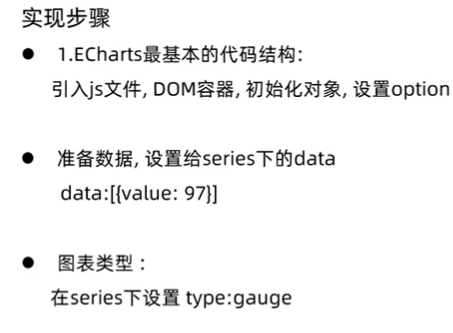 实现步骤
● 1.ECharts最基本的代码结构:
引入js文件, DOM容器, 初始化对象, 设置option
● 准备数据, 设置给series下的data
data:[{value: 97}]
● 图表类型：
在series下设置 type:gauge